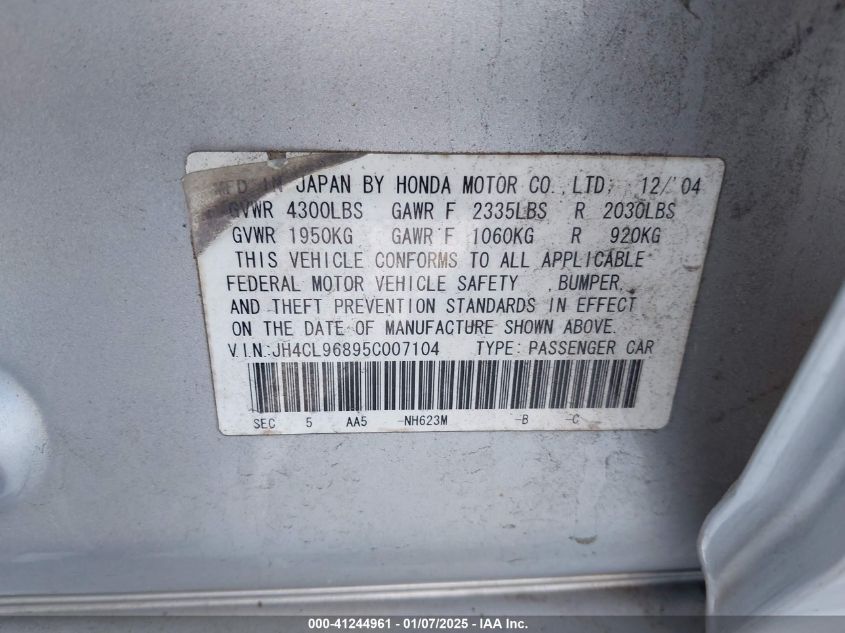 MFD. IN JAPAN BY HONDA MOTOR CO., LTD. 12/'04
GVWR 4300LBS GAWR F 2335LBS R 2030LBS
GVWR 1950KG GAWR F 1060KG R 920KG
THIS VEHICLE CONFORMS TO ALL APPLICABLE
FEDERAL MOTOR VEHICLE SAFETY , BUMPER,
AND THEFT PREVENTION STANDARDS IN EFFECT
ON THE DATE OF MANUFACTURE SHOWN ABOVE.
V.I.N.:JH4CL96895C007104 TYPE: PASSENGER CAR
SEC 5 AA5 -NH623M -B -C
000-41244961 - 01/07/2025 - IAA Inc.